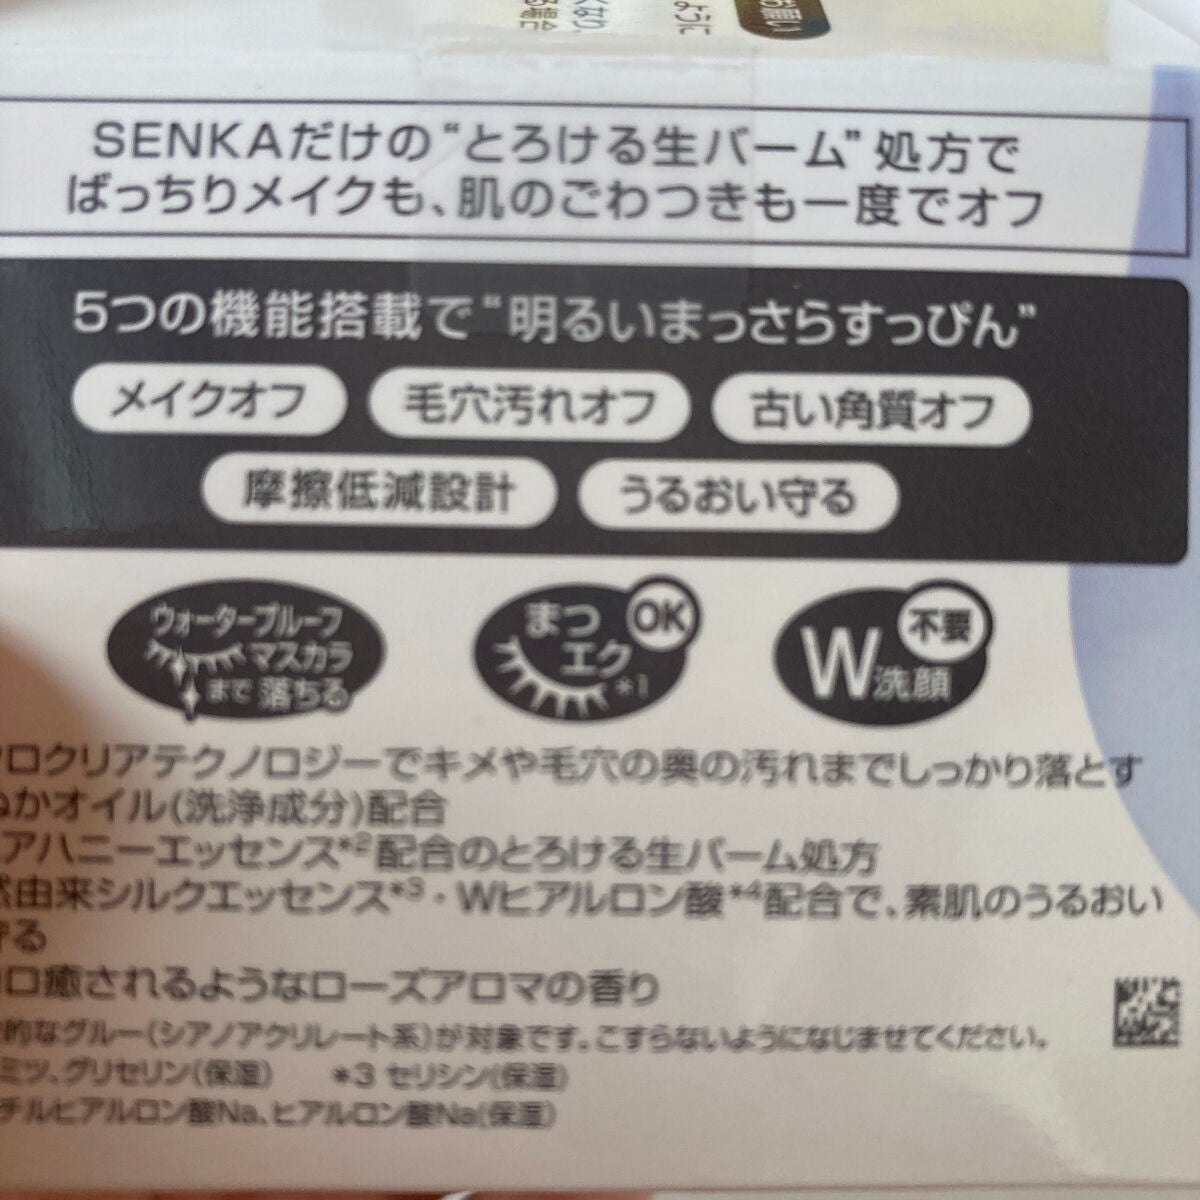 お願い
ように
くなり、
る場合
SENKAだけの“とろける生バーム”処方で
ばっちりメイクも、肌のごわつきも一度でオフ
5つの機能搭載で“明るいまっさらすっぴん”
メイクオフ 毛穴汚れオフ 古い角質オフ
摩擦低減設計 うるおい守る
ウォータープルーフ
マスカラ
まで落ちる
まつ
エク*1
OK
W洗顔
不要
ロクリアテクノロジーでキメや毛穴の奥の汚れまでしっかり落とす
ぬかオイル(洗浄成分)配合
アハニーエッセンス*2配合のとろける生バーム処方
然由来シルクエッセンス*3・Wヒアルロン酸*4配合で、素肌のうるおい
守る
口癒されるようなローズアロマの香り
的なグルー(シアノアクリレート系)が対象です。こすらないようになじませてください。
ミツ、グリセリン(保湿) *3 セリシン(保湿)
チルヒアルロン酸Na、ヒアルロン酸Na(保湿)